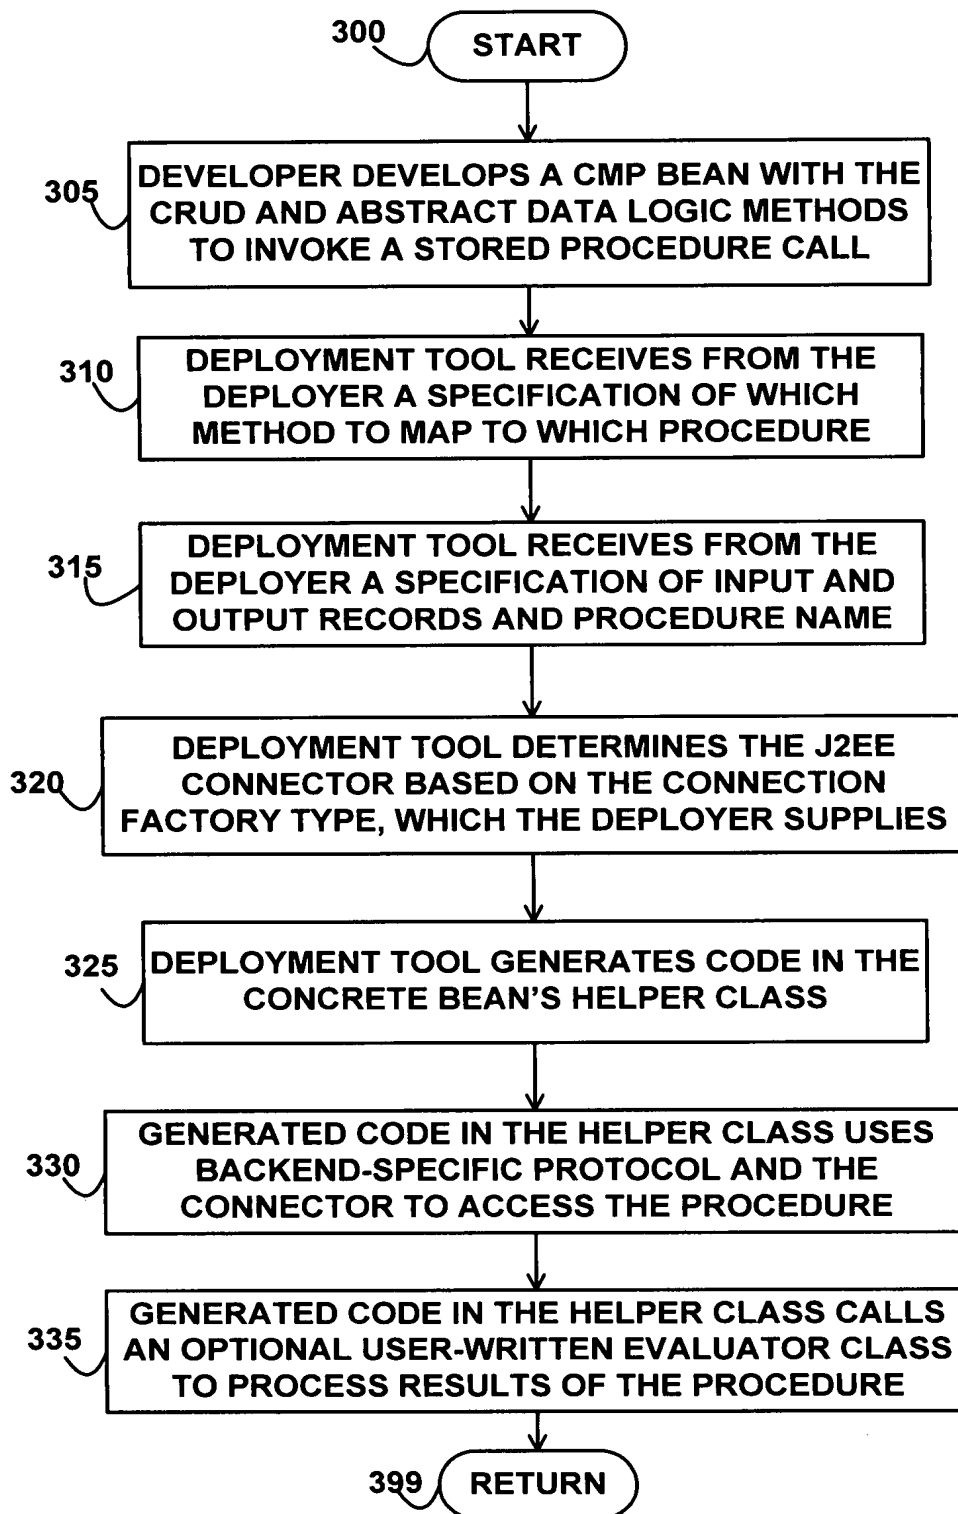 300
START
305
DEVELOPER DEVELOPS A CMP BEAN WITH THE
CRUD AND ABSTRACT DATA LOGIC METHODS
TO INVOKE A STORED PROCEDURE CALL
310
DEPLOYMENT TOOL RECEIVES FROM THE
DEPLOYER A SPECIFICATION OF WHICH
METHOD TO MAP TO WHICH PROCEDURE
315
DEPLOYMENT TOOL RECEIVES FROM THE
DEPLOYER A SPECIFICATION OF INPUT AND
OUTPUT RECORDS AND PROCEDURE NAME
320
DEPLOYMENT TOOL DETERMINES THE J2EE
CONNECTOR BASED ON THE CONNECTION
FACTORY TYPE, WHICH THE DEPLOYER SUPPLIES
325
DEPLOYMENT TOOL GENERATES CODE IN THE
CONCRETE BEAN'S HELPER CLASS
330
GENERATED CODE IN THE HELPER CLASS USES
BACKEND-SPECIFIC PROTOCOL AND THE
CONNECTOR TO ACCESS THE PROCEDURE
335
GENERATED CODE IN THE HELPER CLASS CALLS
AN OPTIONAL USER-WRITTEN EVALUATOR CLASS
TO PROCESS RESULTS OF THE PROCEDURE
399
RETURN